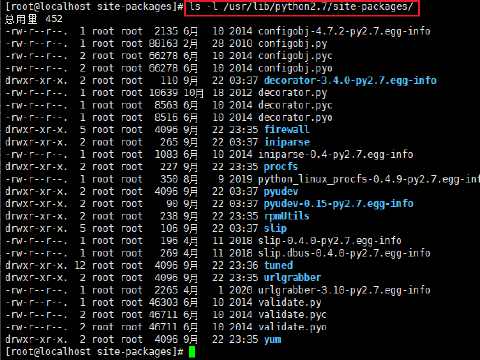 [root@localhost site-packages]# ls -l /usr/lib/python2.7/site-packages/
总用量 452
-rw-r--r--. 1 root root 2135 6月 10 2014 configobj-4.7.2-py2.7.egg-info
-rw-r--r--. 1 root root 88163 2月 28 2010 configobj.py
-rw-r--r--. 1 root root 66278 6月 10 2014 configobj.pyc
-rw-r--r--. 1 root root 66278 6月 10 2014 configobj.pyo
drwxr-xr-x. 2 root root 110 9月 22 03:37 decorator-3.4.0-py2.7.egg-info
-rw-r--r--. 1 root root 10639 10月 18 2012 decorator.py
-rw-r--r--. 1 root root 8563 6月 10 2014 decorator.pyc
-rw-r--r--. 1 root root 8516 6月 10 2014 decorator.pyo
drwxr-xr-x. 5 root root 4096 9月 22 23:35 firewall
drwxr-xr-x. 2 root root 265 9月 22 03:37 iniparse
-rw-r--r--. 1 root root 1083 6月 10 2014 iniparse-0.4-py2.7.egg-info
drwxr-xr-x. 2 root root 227 9月 22 23:35 procfs
-rw-r--r--. 1 root root 350 8月 9 2019 python_linux_procfs-0.4.9-py2.7.egg-info
drwxr-xr-x. 2 root root 4096 9月 22 03:37 pyudev
drwxr-xr-x. 2 root root 90 9月 22 03:37 pyudev-0.15-py2.7.egg-info
drwxr-xr-x. 2 root root 238 9月 22 23:35 rpmUtils
drwxr-xr-x. 5 root root 106 9月 22 03:37 slip
-rw-r--r--. 1 root root 196 4月 11 2018 slip-0.4.0-py2.7.egg-info
-rw-r--r--. 1 root root 269 4月 11 2018 slip.dbus-0.4.0-py2.7.egg-info
drwxr-xr-x. 12 root root 4096 9月 22 23:36 tuned
drwxr-xr-x. 2 root root 4096 9月 22 23:35 urlgrabber
-rw-r--r--. 1 root root 2265 4月 1 2020 urlgrabber-3.10-py2.7.egg-info
-rw-r--r--. 1 root root 46303 6月 10 2014 validate.py
-rw-r--r--. 1 root root 46711 6月 10 2014 validate.pyc
-rw-r--r--. 1 root root 46711 6月 10 2014 validate.pyo
drwxr-xr-x. 2 root root 4096 9月 22 23:35 yum
[root@localhost site-packages]#